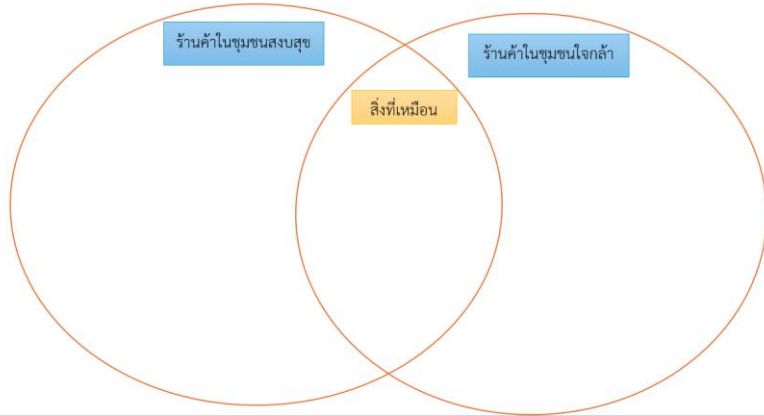 ร้านค้าในชุมชนสงบสุข
ร้านค้าในชุมชนใจกล้า
สิ่งที่เหมือน